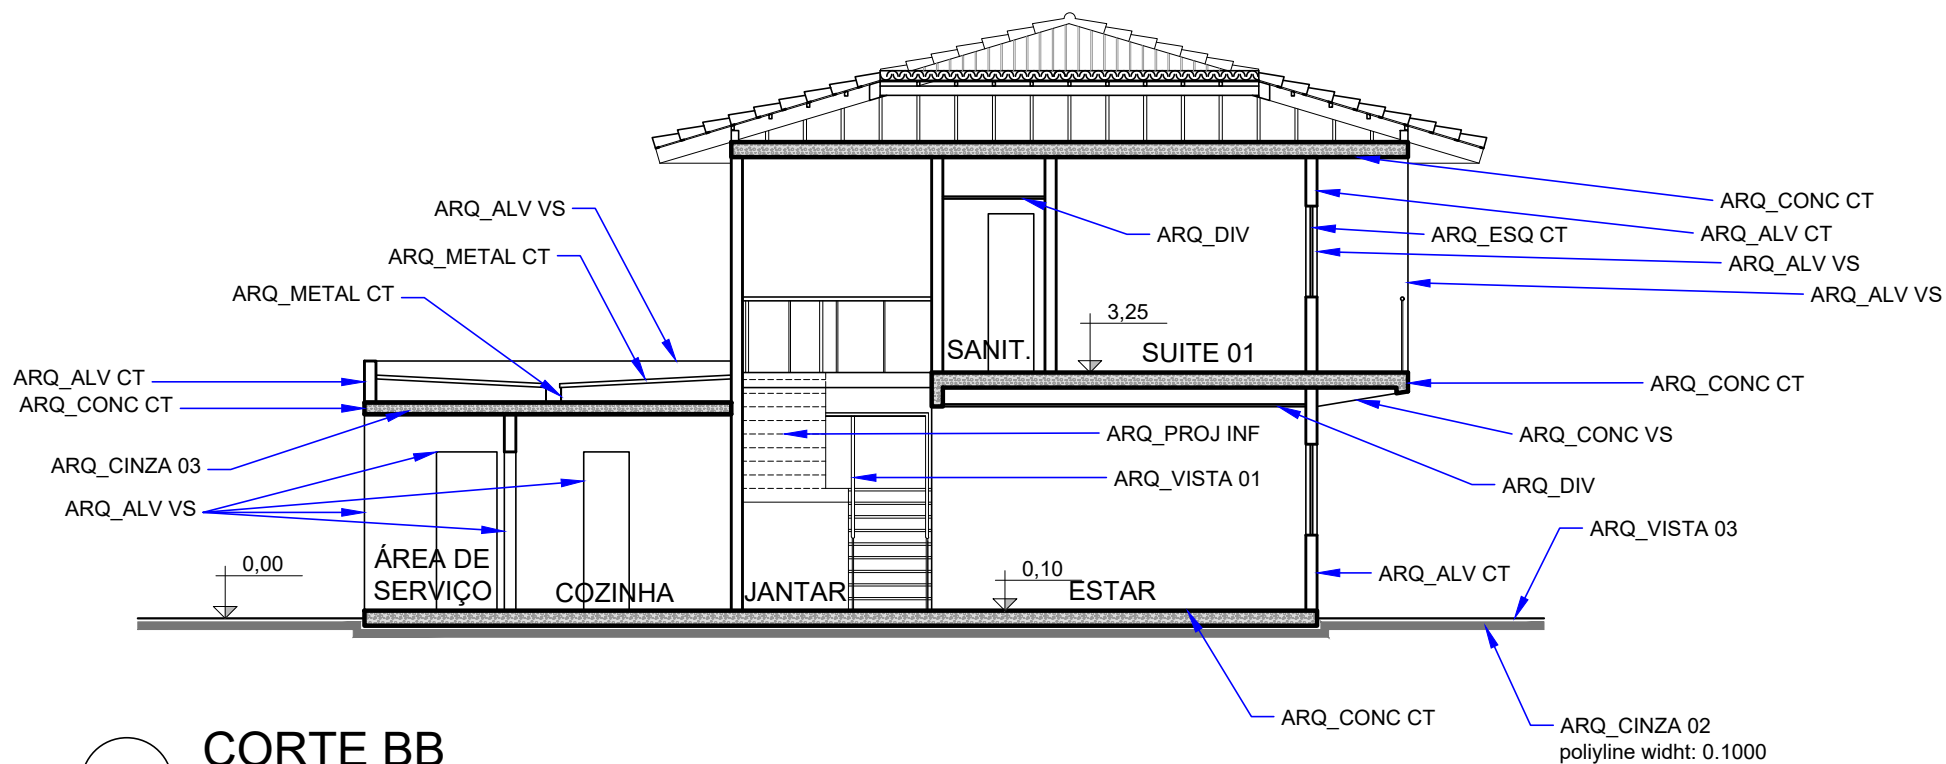 ARQ_CONC CT
ARQ_ALV VS
ARQ_ALV CT
ARQ_DIV
ARQ_ESQ CT
ARQ_METAL CT
ARQ_ALV VS
ARQ_METAL CT
ARQ_ALV VS
3,25
SANIT.
SUITE 01
ARQ_ALV CT
ARQ_CONC CT
ARQ_CONC CT
ARQ_PROJ INF
ARQ_CONC VS
ARQ_CINZA 03
ARQ_VISTA 01
ARQ_DIV
ARQ_ALV VS
ARQ_VISTA 03
0,00
ÁREA DE
SERVIÇO
COZINHA
JANTAR
0,10
ESTAR
ARQ_ALV CT
ARQ_CONC CT
ARQ_CINZA 02
poliyline widht: 0.1000
CORTE BB